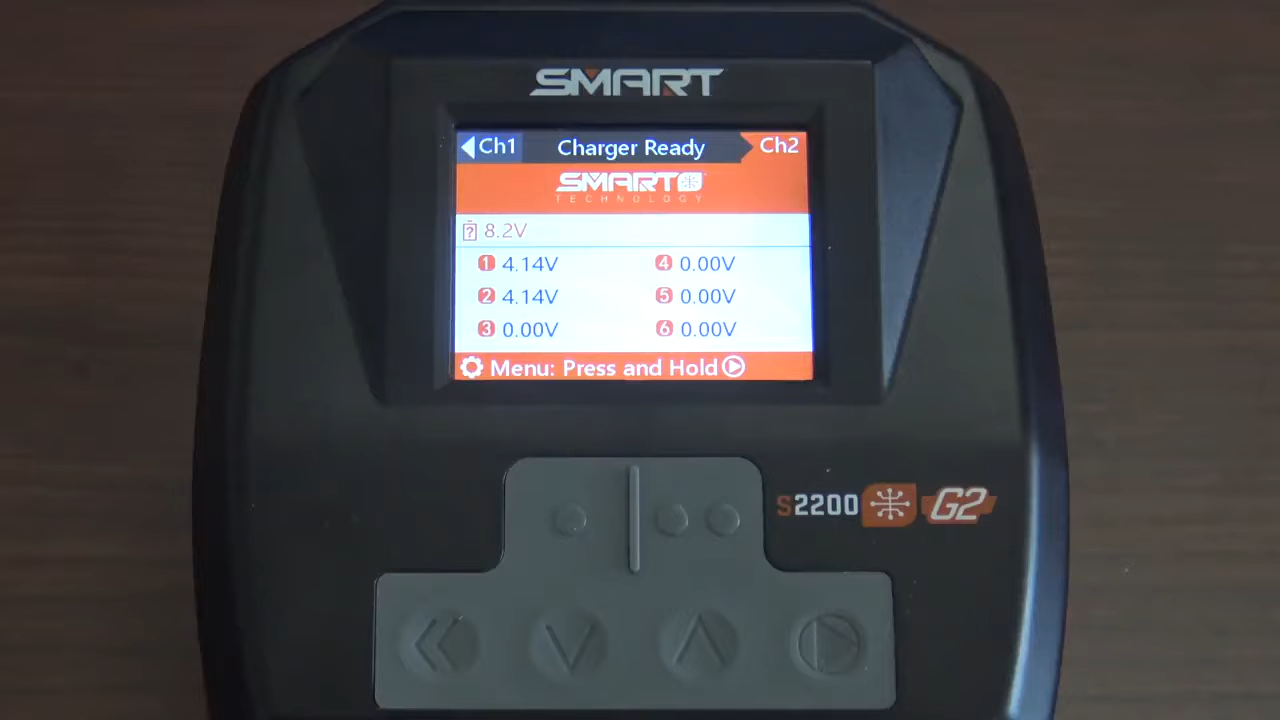 SMART
Ch1 Charger Ready Ch2
SMART
TECHNOLOGY
? 8.2V
1 4.14V 4 0.00V
2 4.14V 5 0.00V
3 0.00V 6 0.00V
Menu: Press and Hold
S2200 G2